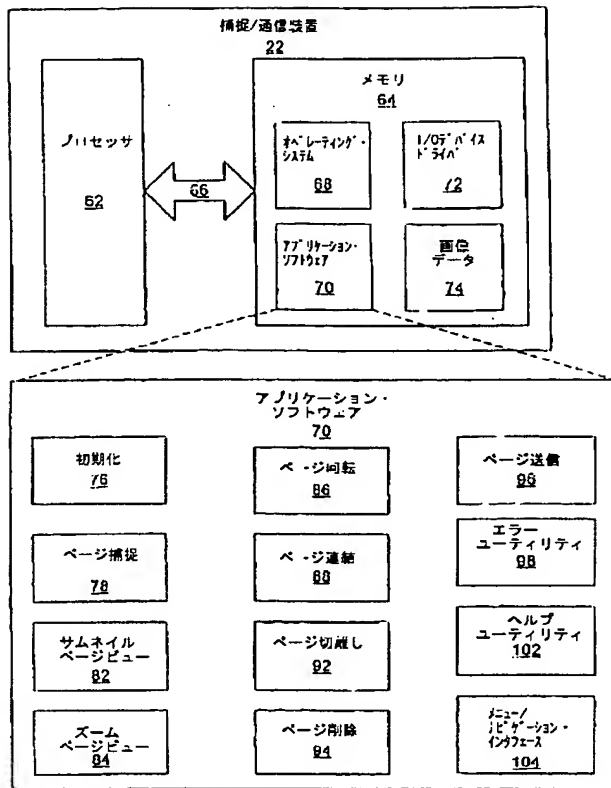 捕捉/通信装置
22
プロセッサ
62
66
メモリ
64
オペレーティング・
システム
68
I/Oデバイス
ドライバ
72
アプリケーション・
ソフトウェア
70
画像
データ
74
アプリケーション・
ソフトウェア
70
初期化
76
ページ回転
86
ページ送信
96
ページ捕捉
78
ページ連結
88
エラー
ユーティリティ
98
サムネイル
ページビュー
82
ページ切離し
92
ヘルプ
ユーティリティ
102
ズーム
ページビュー
84
ページ削除
94
メニュー/
ナビゲーション・
インタフェース
104